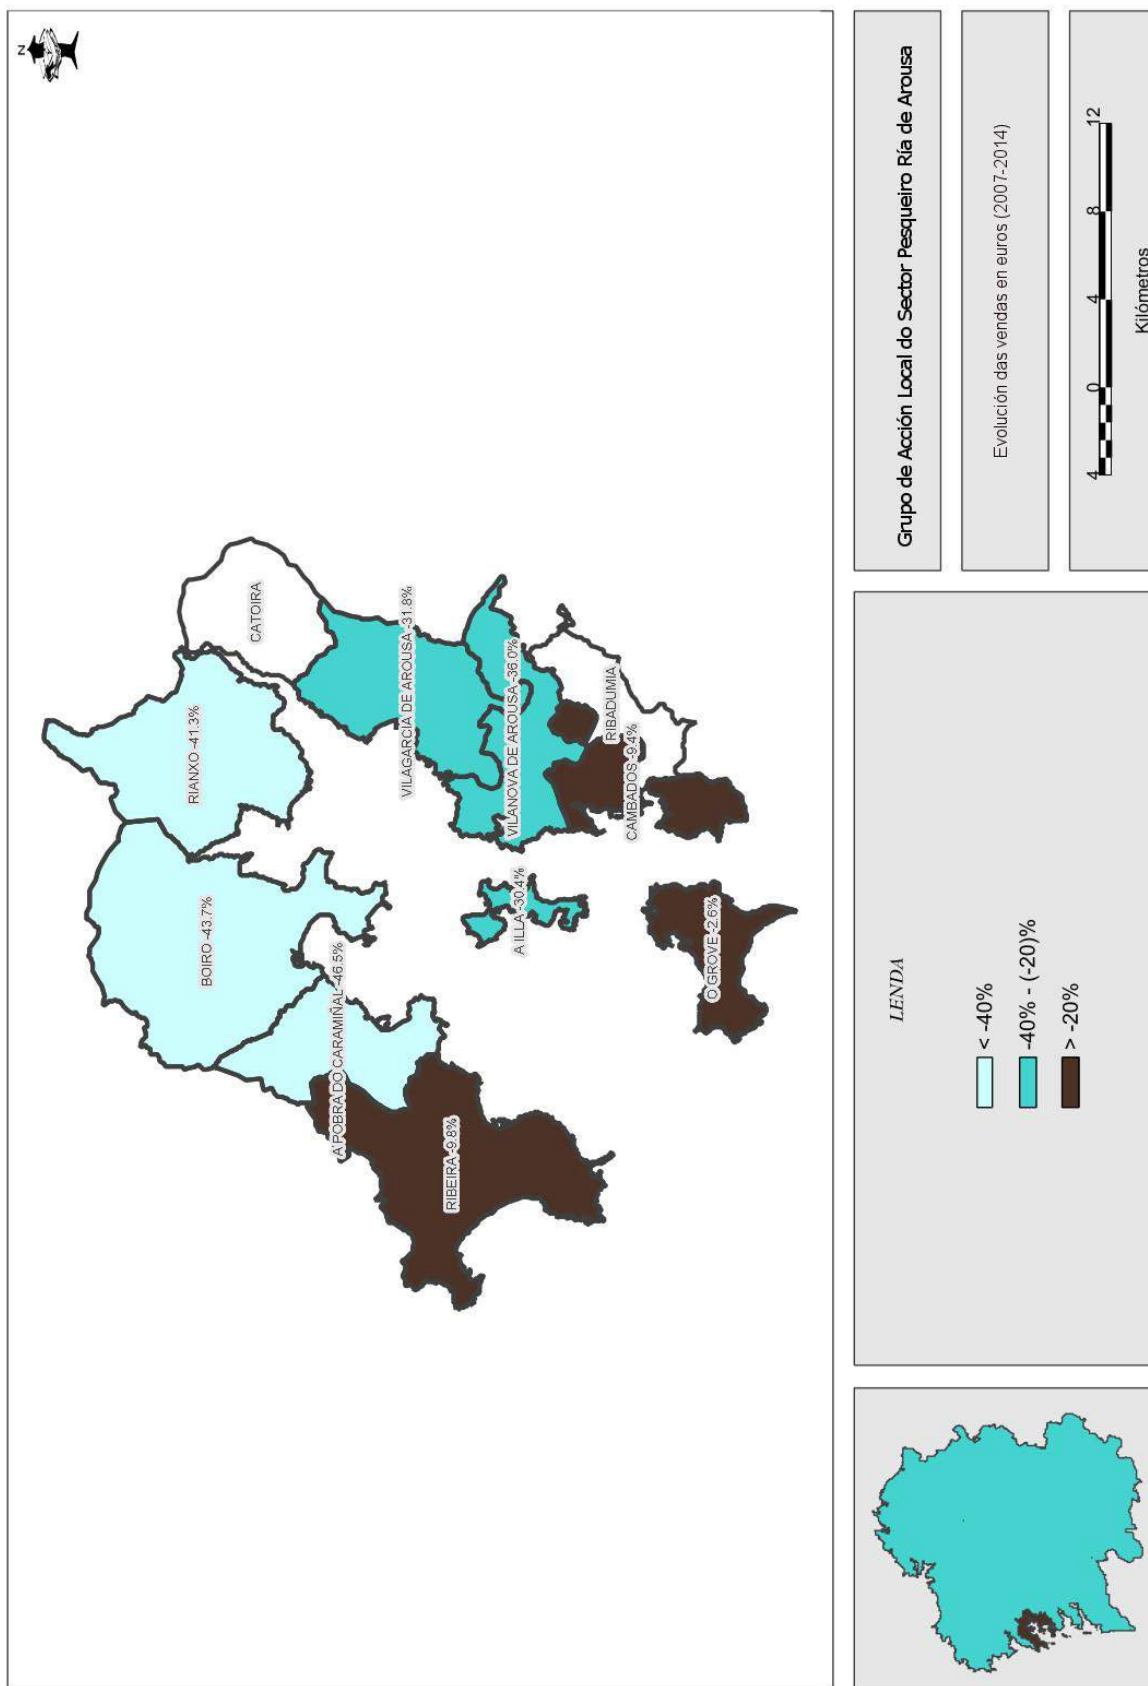 N
CATOIRA
RIANXO -41.3%
BOIRO -43.7%
VILAGARCIA DE AROUSA -31.8%
A POBRA DO CARAMIÑAL -46.5%
VILANOVA DE AROUSA -36.0%
A ILLA -30.4%
RIBADUMIA
CAMBADOS -9.4%
RIBEIRA -9.8%
O GROVE -2.6%
LENDA
< -40%
-40% - (-20)%
> -20%
Grupo de Acción Local do Sector Pesqueiro Ría de Arousa
Evolución das vendas en euros (2007-2014)
4 0 4 8 12
Kilómetros